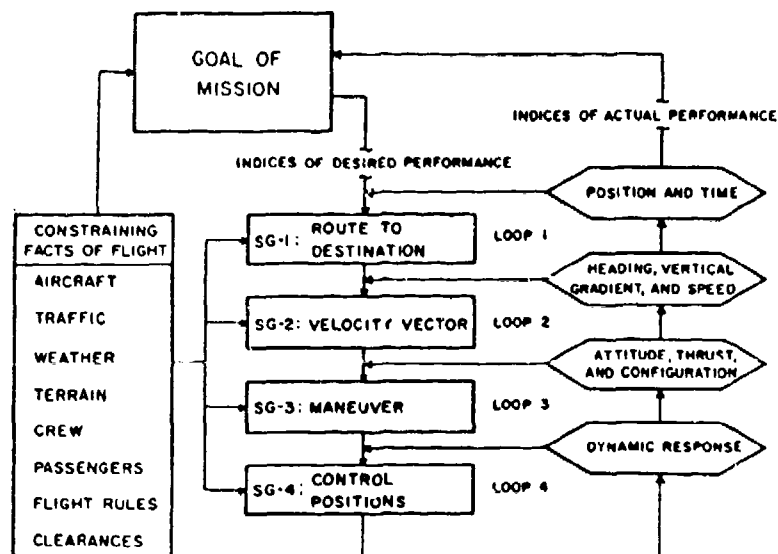 GOAL OF
MISSION
INDICES OF ACTUAL PERFORMANCE
INDICES OF DESIRED PERFORMANCE
POSITION AND TIME
CONSTRAINING
FACTS OF FLIGHT
AIRCRAFT
TRAFFIC
WEATHER
TERRAIN
CREW
PASSENGERS
FLIGHT RULES
CLEARANCES
SG-1: ROUTE TO
DESTINATION
LOOP 1
HEADING, VERTICAL
GRADIENT, AND SPEED
SG-2: VELOCITY VECTOR
LOOP 2
ATTITUDE, THRUST,
AND CONFIGURATION
SG-3: MANEUVER
LOOP 3
DYNAMIC RESPONSE
SG-4: CONTROL
POSITIONS
LOOP 4